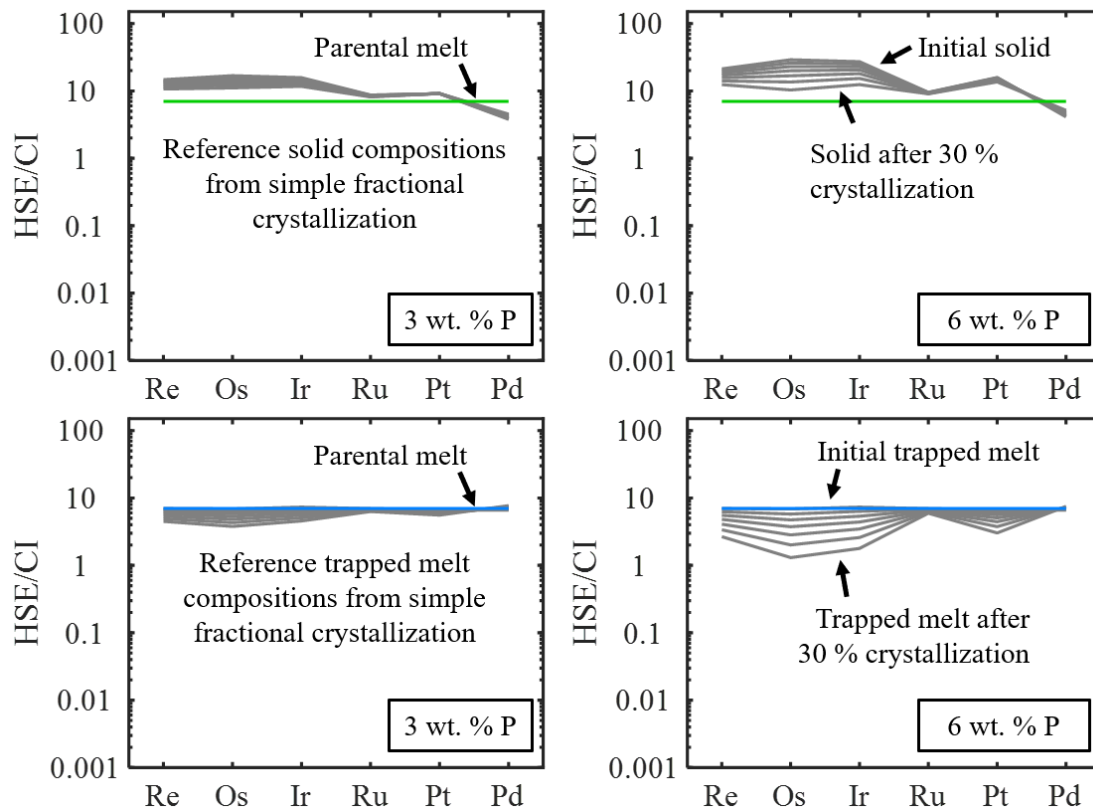 100
10
1
0.1
0.01
0.001
HSE/CI
Parental melt
Reference solid compositions
from simple fractional
crystallization
3 wt. % P
Re Os Ir Ru Pt Pd
100
10
1
0.1
0.01
0.001
HSE/CI
Initial solid
Solid after 30 %
crystallization
6 wt. % P
Re Os Ir Ru Pt Pd
100
10
1
0.1
0.01
0.001
HSE/CI
Parental melt
Reference trapped melt
compositions from simple
fractional crystallization
3 wt. % P
Re Os Ir Ru Pt Pd
100
10
1
0.1
0.01
0.001
HSE/CI
Initial trapped melt
Trapped melt after
30 % crystallization
6 wt. % P
Re Os Ir Ru Pt Pd